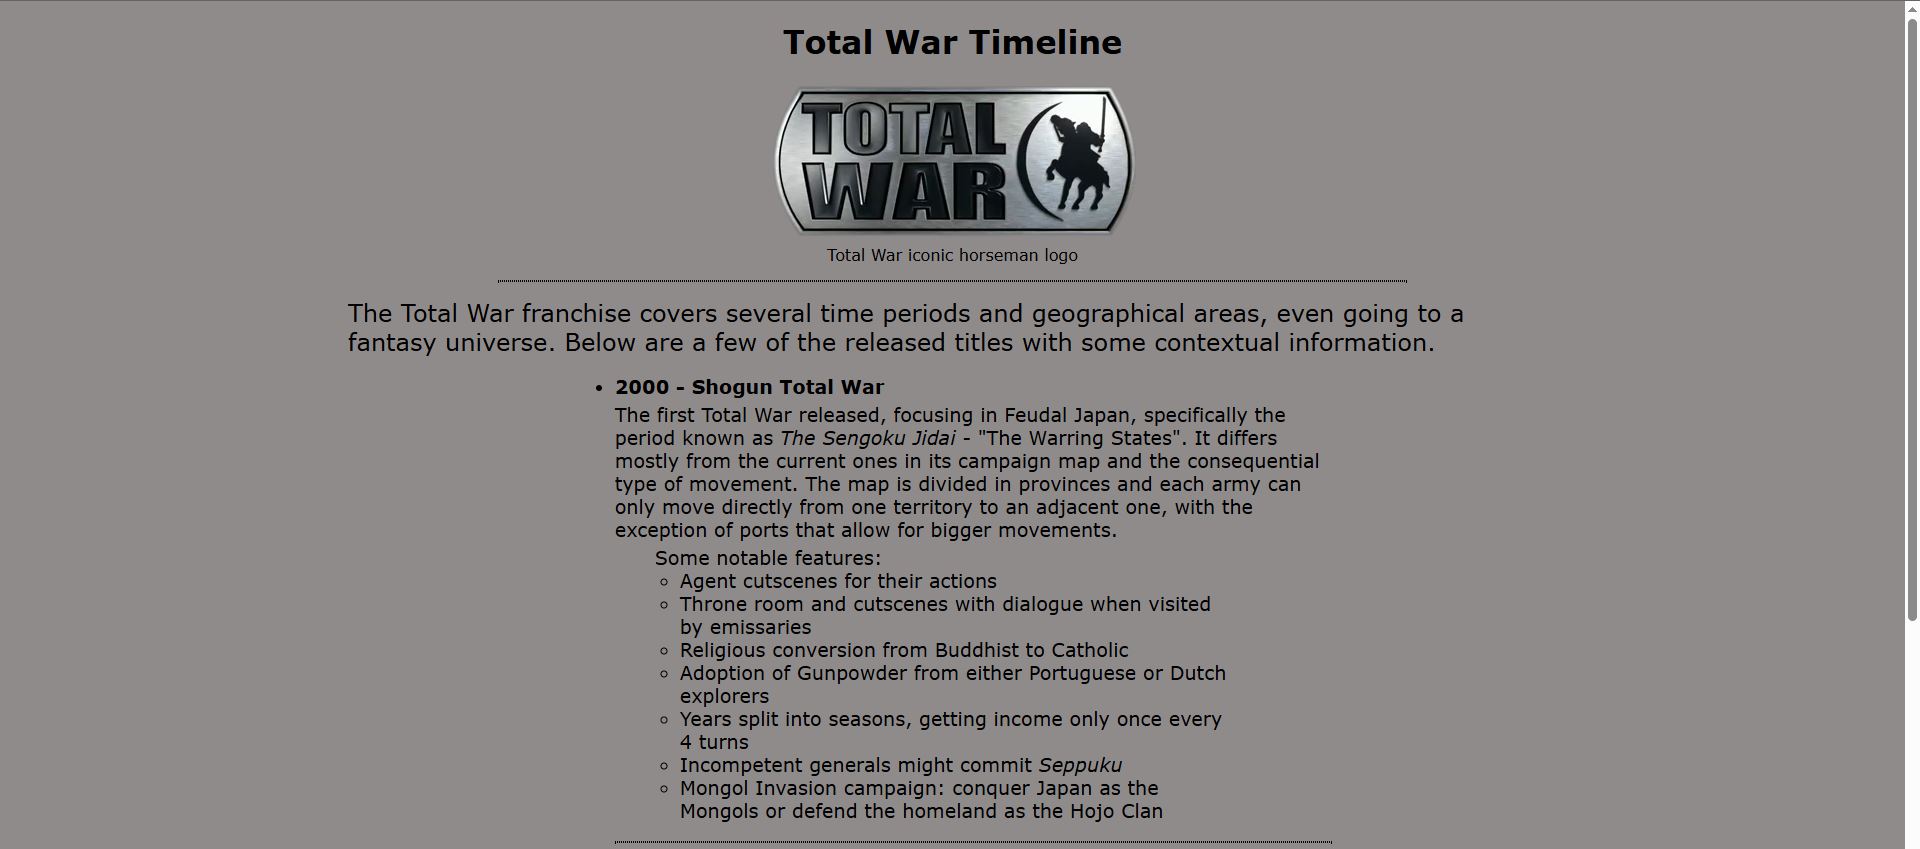 Total War Timeline
TOTAL
WAR
Total War iconic horseman logo
The Total War franchise covers several time periods and geographical areas, even going to a
fantasy universe. Below are a few of the released titles with some contextual information.
• 2000 - Shogun Total War
The first Total War released, focusing in Feudal Japan, specifically the
period known as The Sengoku Jidai - "The Warring States". It differs
mostly from the current ones in its campaign map and the consequential
type of movement. The map is divided in provinces and each army can
only move directly from one territory to an adjacent one, with the
exception of ports that allow for bigger movements.
Some notable features:
◦ Agent cutscenes for their actions
◦ Throne room and cutscenes with dialogue when visited
by emissaries
◦ Religious conversion from Buddhist to Catholic
◦ Adoption of Gunpowder from either Portuguese or Dutch
explorers
◦ Years split into seasons, getting income only once every
4 turns
◦ Incompetent generals might commit Seppuku
◦ Mongol Invasion campaign: conquer Japan as the
Mongols or defend the homeland as the Hojo Clan